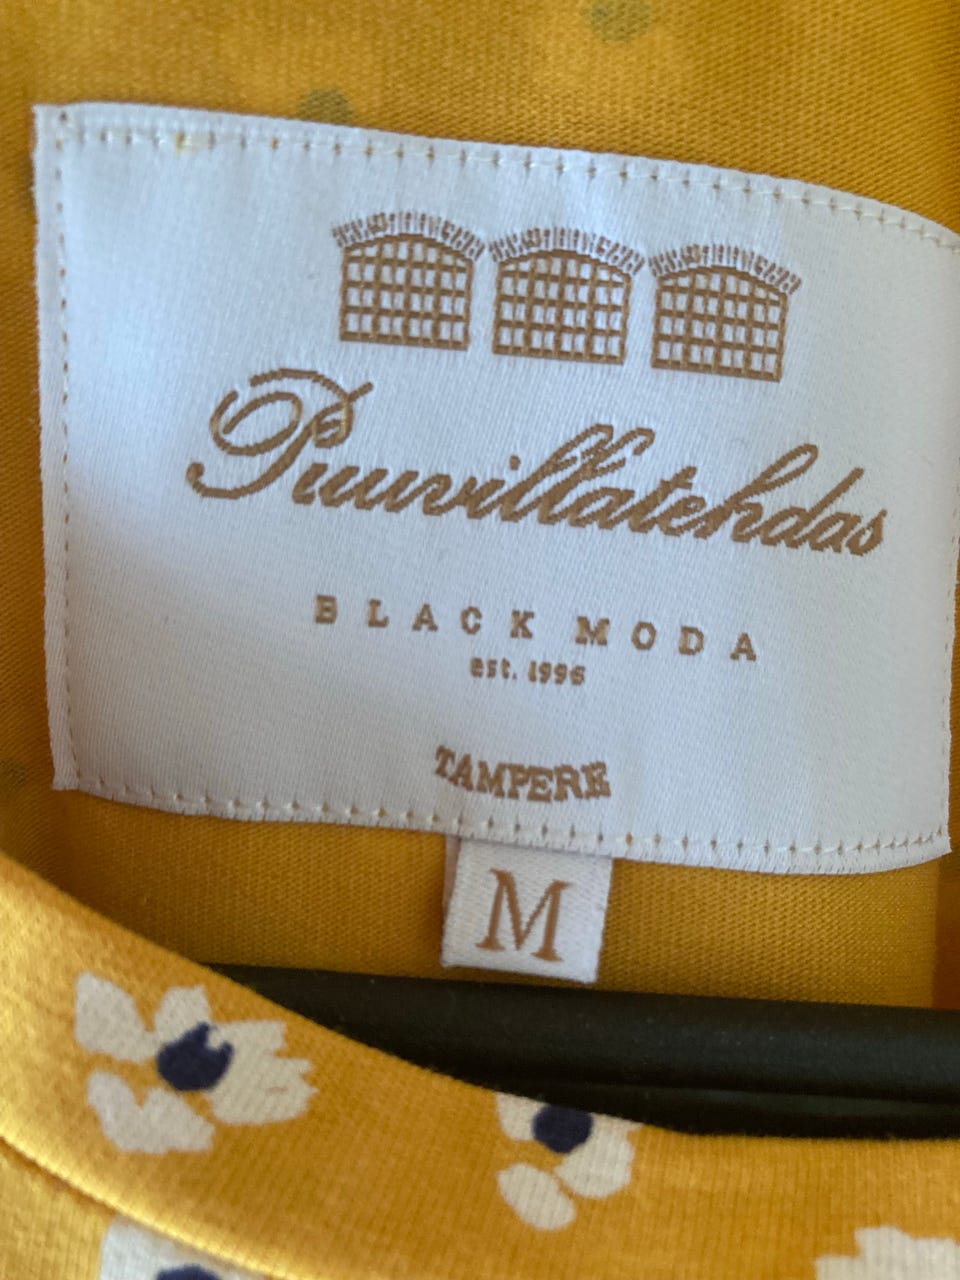 Puuvillatehdas
BLACK MODA
est. 1996
TAMPERE
M